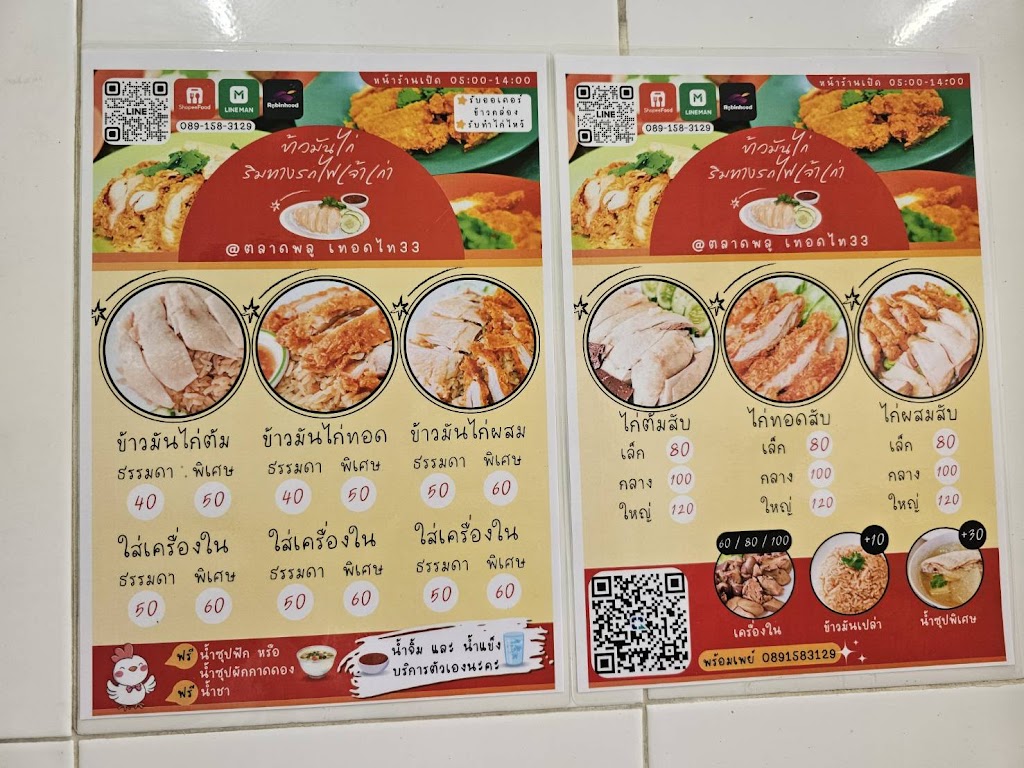 หน้าร้านเปิด 05:00-14:00
LINE
ShopeeFood
LINE MAN
Robinhood
089-158-3129
รับออเดอร์
ข้าวกล่อง
รับทำไก่ไหว้
ข้าวมันไก่
ริมทางรถไฟเจ้าเก่า
@ตลาดพลู เทอดไท33
ข้าวมันไก่ต้ม
ธรรมดา พิเศษ
40 50
ใส่เครื่องใน
ธรรมดา พิเศษ
50 60
ข้าวมันไก่ทอด
ธรรมดา พิเศษ
40 50
ใส่เครื่องใน
ธรรมดา พิเศษ
50 60
ข้าวมันไก่ผสม
ธรรมดา พิเศษ
50 60
ใส่เครื่องใน
ธรรมดา พิเศษ
50 60
ฟรี น้ำซุปฟัก หรือ
น้ำซุปผักกาดดอง
ฟรี น้ำชา
น้ำจิ้ม และ น้ำแข็ง
บริการตัวเองนะคะ
หน้าร้านเปิด 05:00-14:00
LINE
ShopeeFood
LINE MAN
Robinhood
089-158-3129
ข้าวมันไก่
ริมทางรถไฟเจ้าเก่า
@ตลาดพลู เทอดไท33
ไก่ต้มสับ
เล็ก 80
กลาง 100
ใหญ่ 120
ไก่ทอดสับ
เล็ก 80
กลาง 100
ใหญ่ 120
ไก่ผสมสับ
เล็ก 80
กลาง 100
ใหญ่ 120
60 / 80 / 100
เครื่องใน
+10
ข้าวมันเปล่า
+30
น้ำซุปพิเศษ
พร้อมเพย์ 0891583129